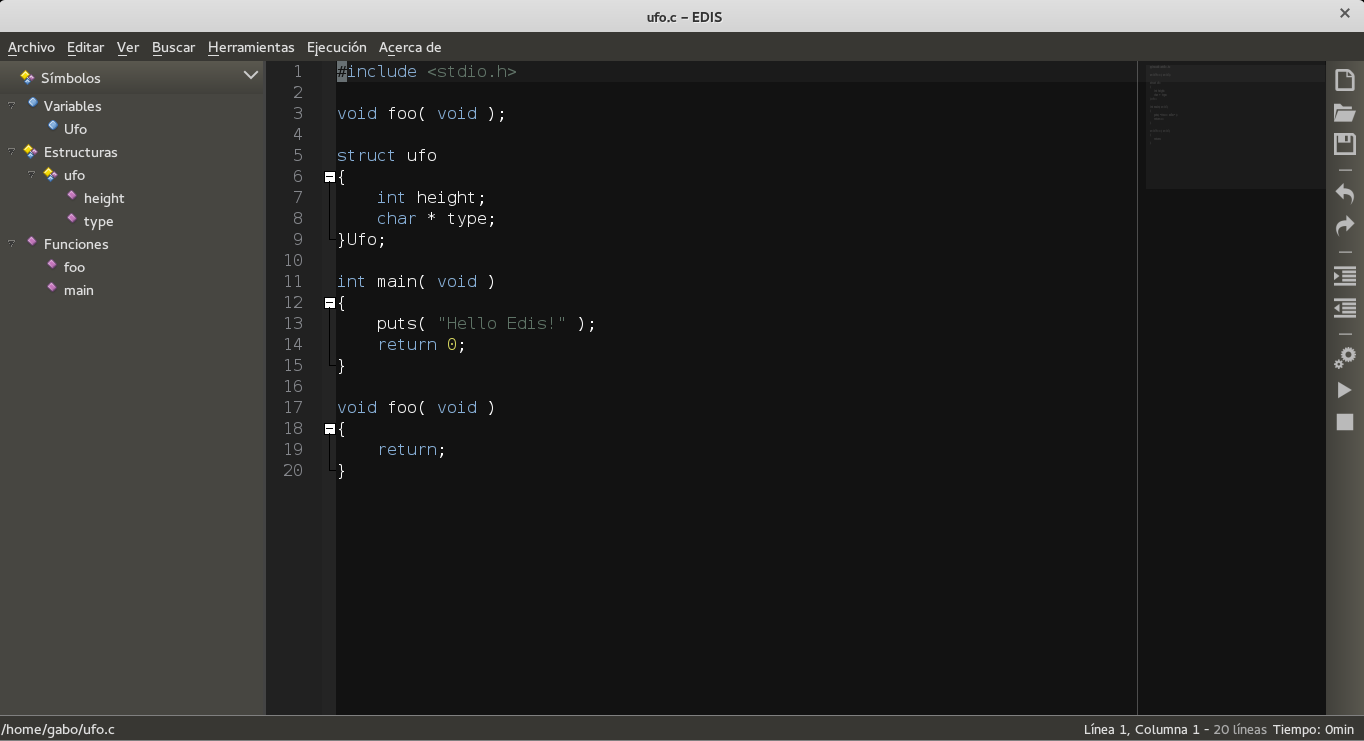 ufo.c – EDIS
Archivo Editar Ver Buscar Herramientas Ejecución Acerca de
Símbolos
Variables
Ufo
Estructuras
ufo
height
type
Funciones
foo
main
1 #include <stdio.h>
2
3 void foo( void );
4
5 struct ufo
6 {
7     int height;
8     char * type;
9 }Ufo;
10
11 int main( void )
12 {
13     puts( "Hello Edis!" );
14     return 0;
15 }
16
17 void foo( void )
18 {
19     return;
20 }
/home/gabo/ufo.c
Línea 1, Columna 1 - 20 líneas Tiempo: 0min